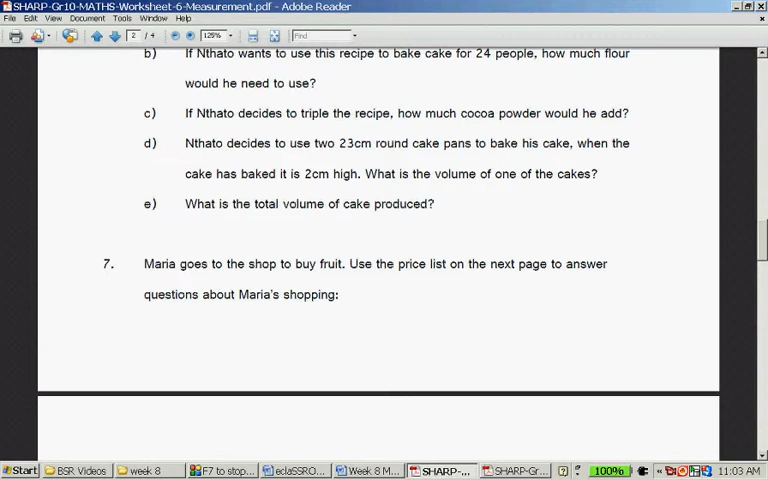 SHARP-Gr10-MATHS-Worksheet-6-Measurement.pdf - Adobe Reader
File Edit View Document Tools Window Help
2 / 4 125% Find
b) If Nthato wants to use this recipe to bake cake for 24 people, how much flour
would he need to use?
c) If Nthato decides to triple the recipe, how much cocoa powder would he add?
d) Nthato decides to use two 23cm round cake pans to bake his cake, when the
cake has baked it is 2cm high. What is the volume of one of the cakes?
e) What is the total volume of cake produced?
7. Maria goes to the shop to buy fruit. Use the price list on the next page to answer
questions about Maria's shopping:
Start BSR Videos week 8 F7 to stop... eclaSSRO... Week 8 M... SHARP-... SHARP-Gr... 100% « 11:03 AM